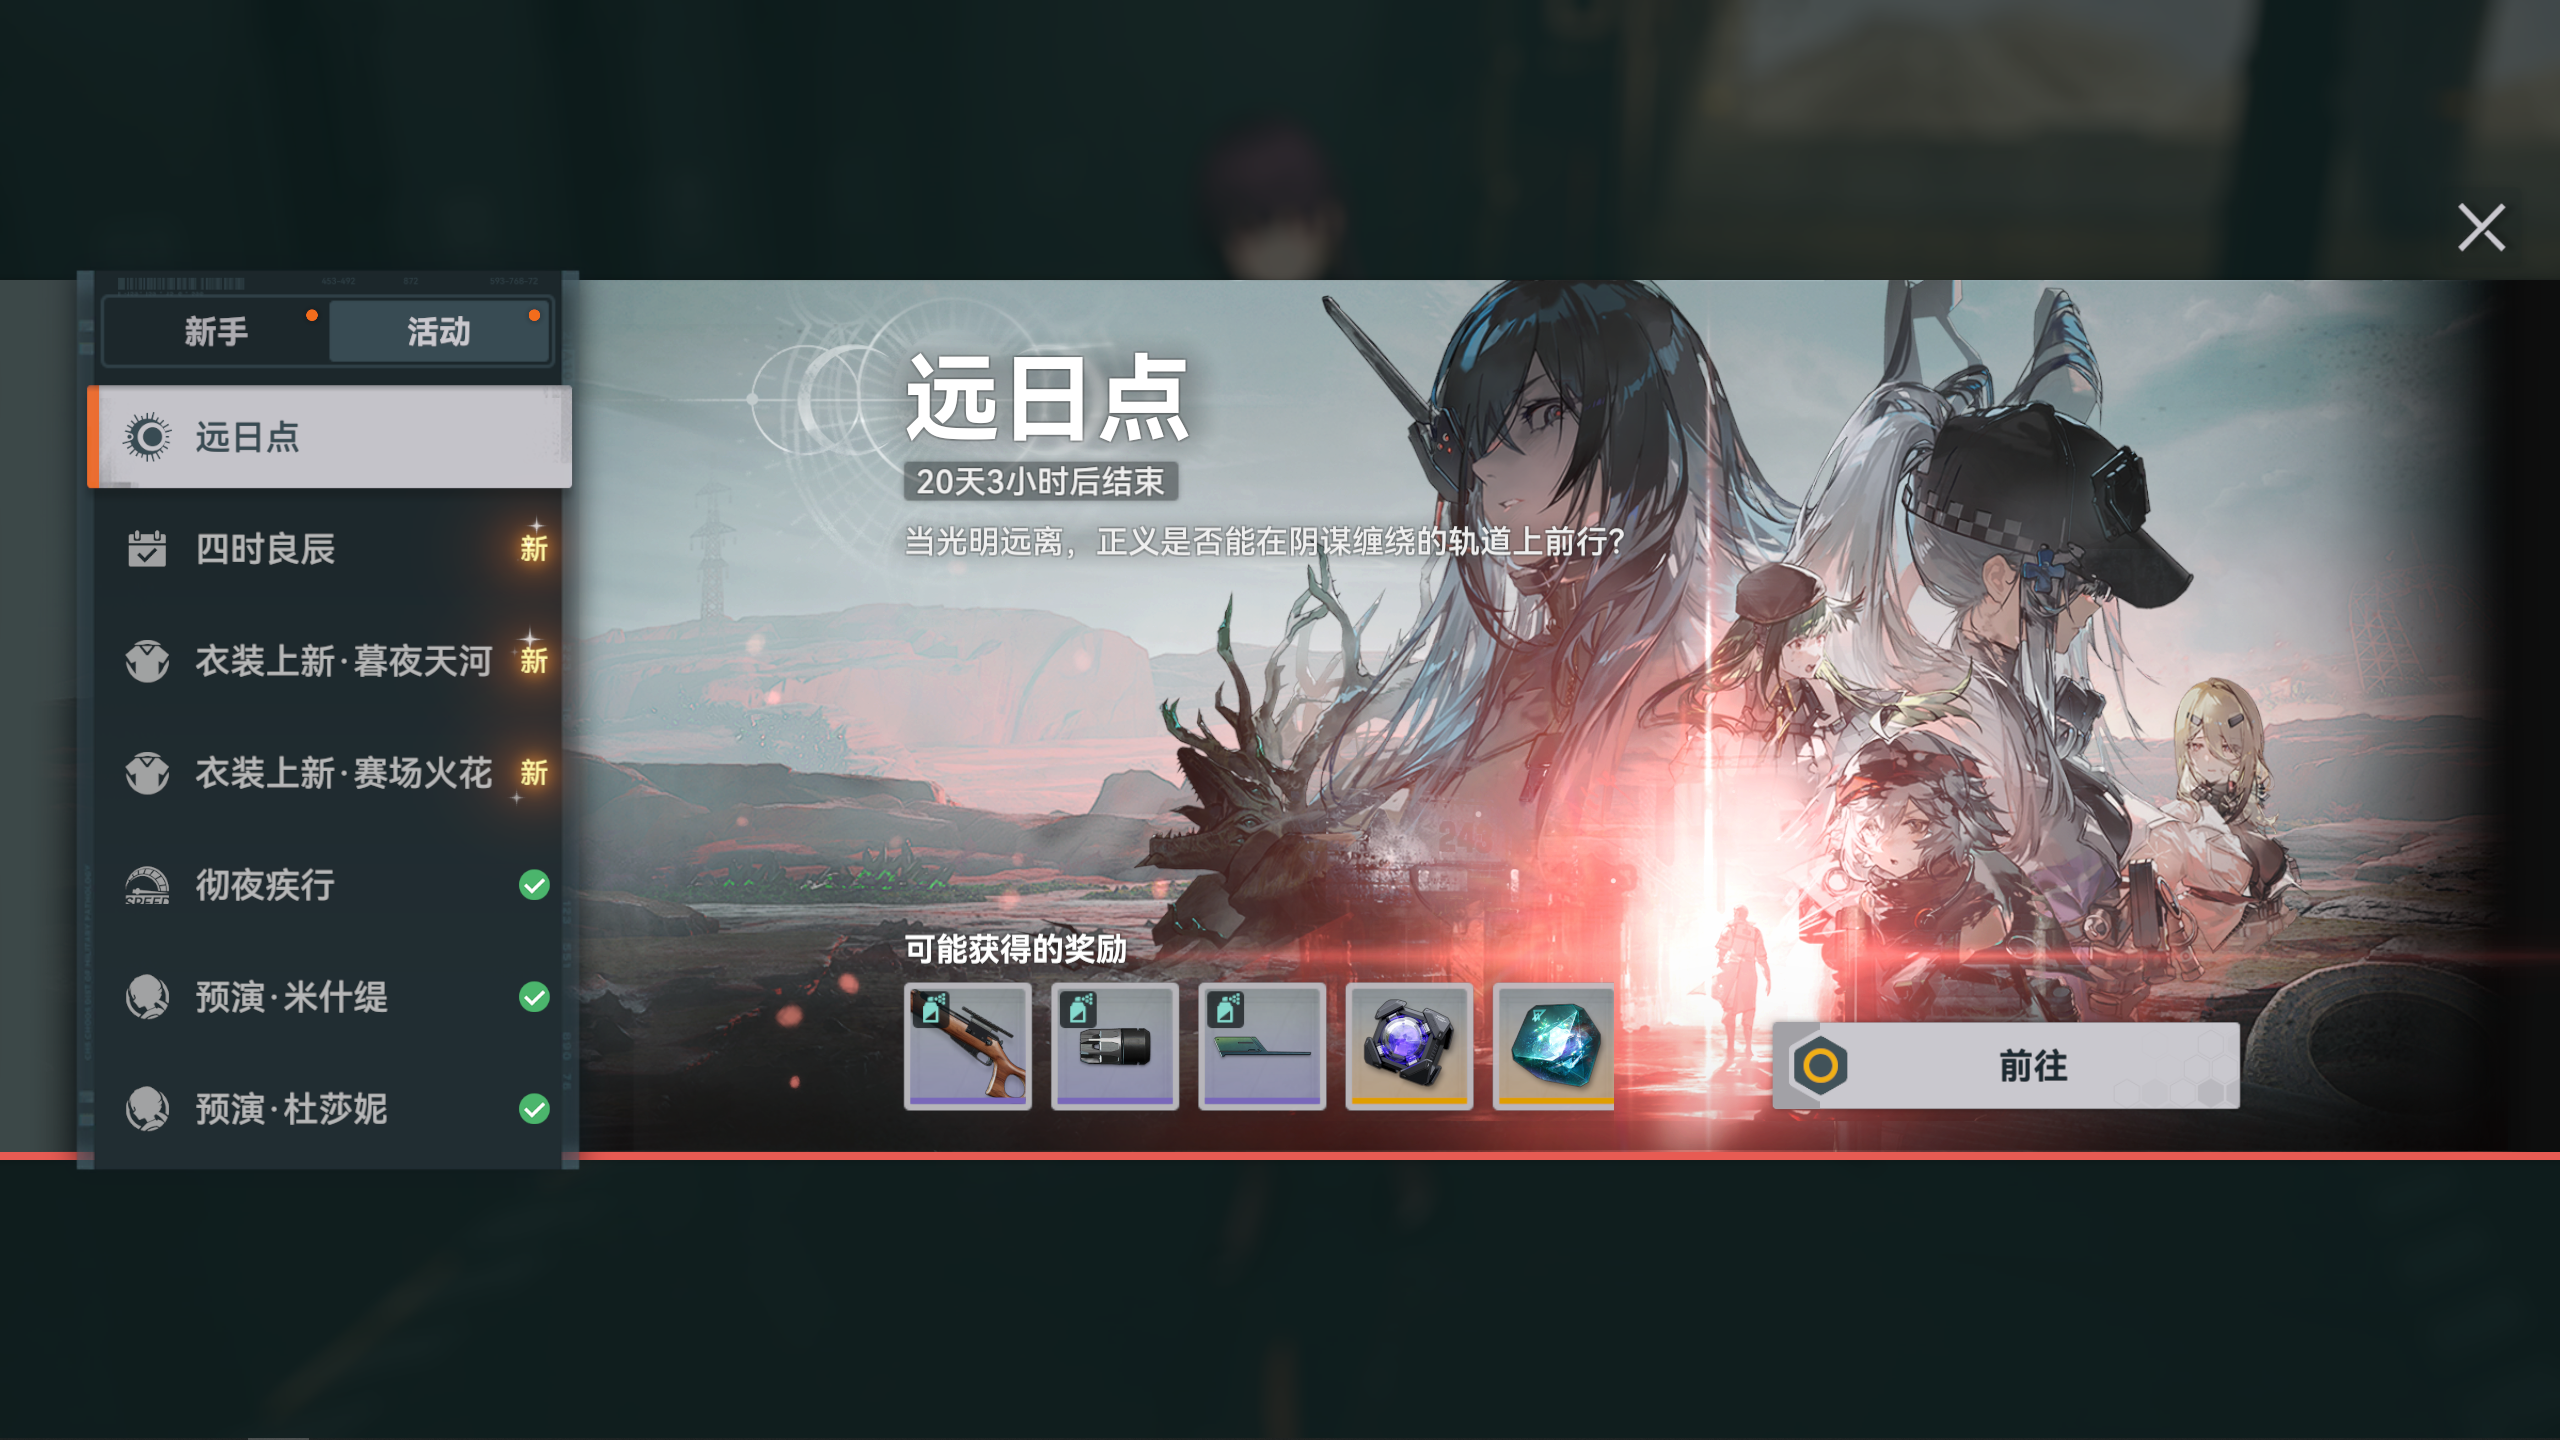 新手
活动
远日点
四时良辰
新
衣装上新·暮夜天河
新
衣装上新·赛场火花
新
彻夜疾行
SPEED
预演·米什缇
预演·杜莎妮
远日点
20天3小时后结束
当光明远离，正义是否能在阴谋缠绕的轨道上前行？
可能获得的奖励
前往